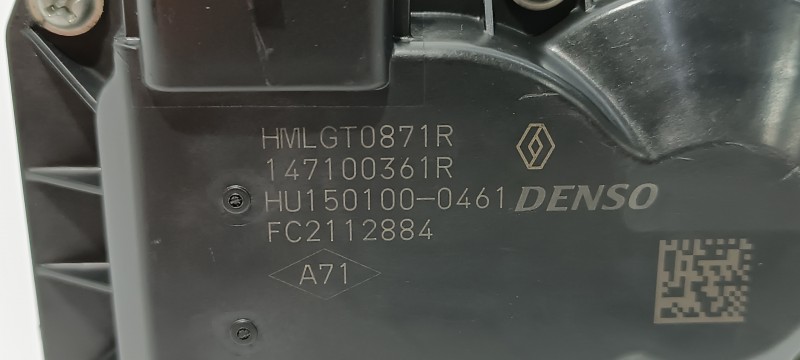 HMLGT0871R
147100361R
HU150100-0461 DENSO
FC2112884
A71